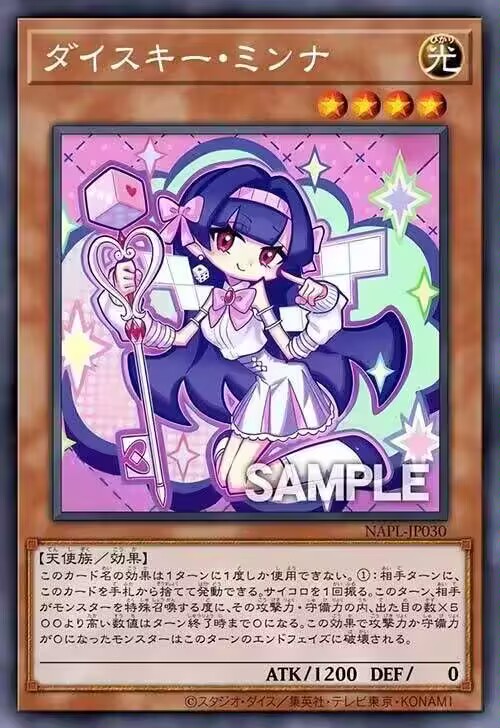 ダイスキー・ミンナ
光
SAMPLE
NAPL-JP030
【天使族/効果】
このカード名の効果は1ターンに1度しか使用できない。①:相手ターンに、
このカードを手札から捨てて発動できる。サイコロを1回振る。このターン、相手
がモンスターを特殊召喚する度に、その攻撃力・守備力の内、出た目の数×5
00より高い数値はターン終了時まで0になる。この効果で攻撃力か守備力
が0になったモンスターはこのターンのエンドフェイズに破壊される。
ATK/1200 DEF/ 0
©スタジオ・ダイス/集英社・テレビ東京・KONAMI